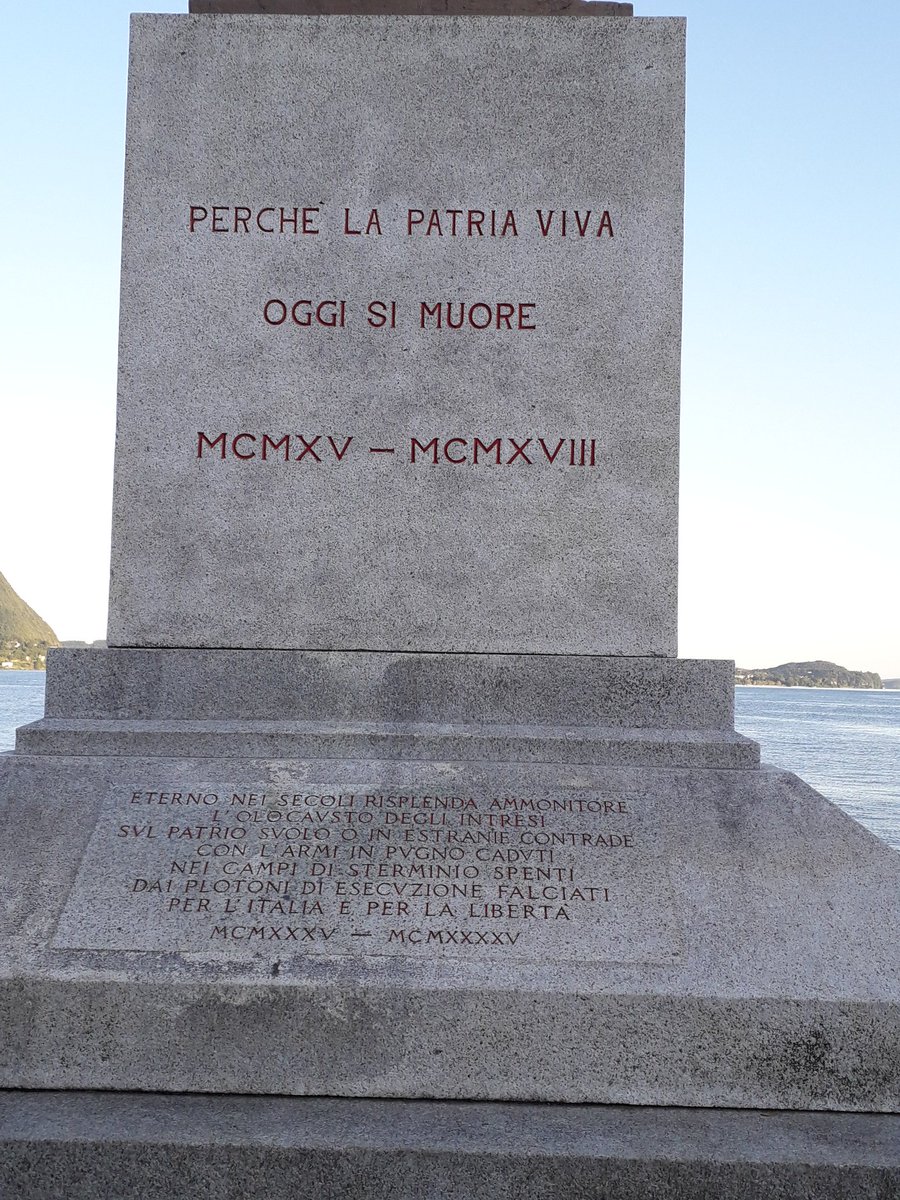 PERCHÈ LA PATRIA VIVA
OGGI SI MUORE
MCMXV – MCMXVIII
ETERNO NEI SECOLI RISPLENDA AMMONITORE
L'OLOCAVSTO DEGLI INTRESI
SVL PATRIO SVOLO O IN ESTRANIE CONTRADE
CON L'ARMI IN PVGNO CADVTI
NEI CAMPI DI STERMINIO SPENTI
DAI PLOTONI DI ESECVZIONE FALCIATI
PER L'ITALIA E PER LA LIBERTÀ
MCMXXXV – MCMXXXXV